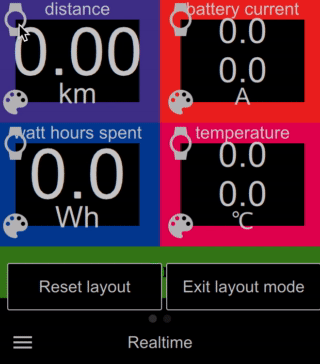 distance
0.00
km
battery current
0.0
0.0
A
watt hours spent
0.0
Wh
temperature
0.0
0.0
℃
Reset layout
Exit layout mode
Realtime